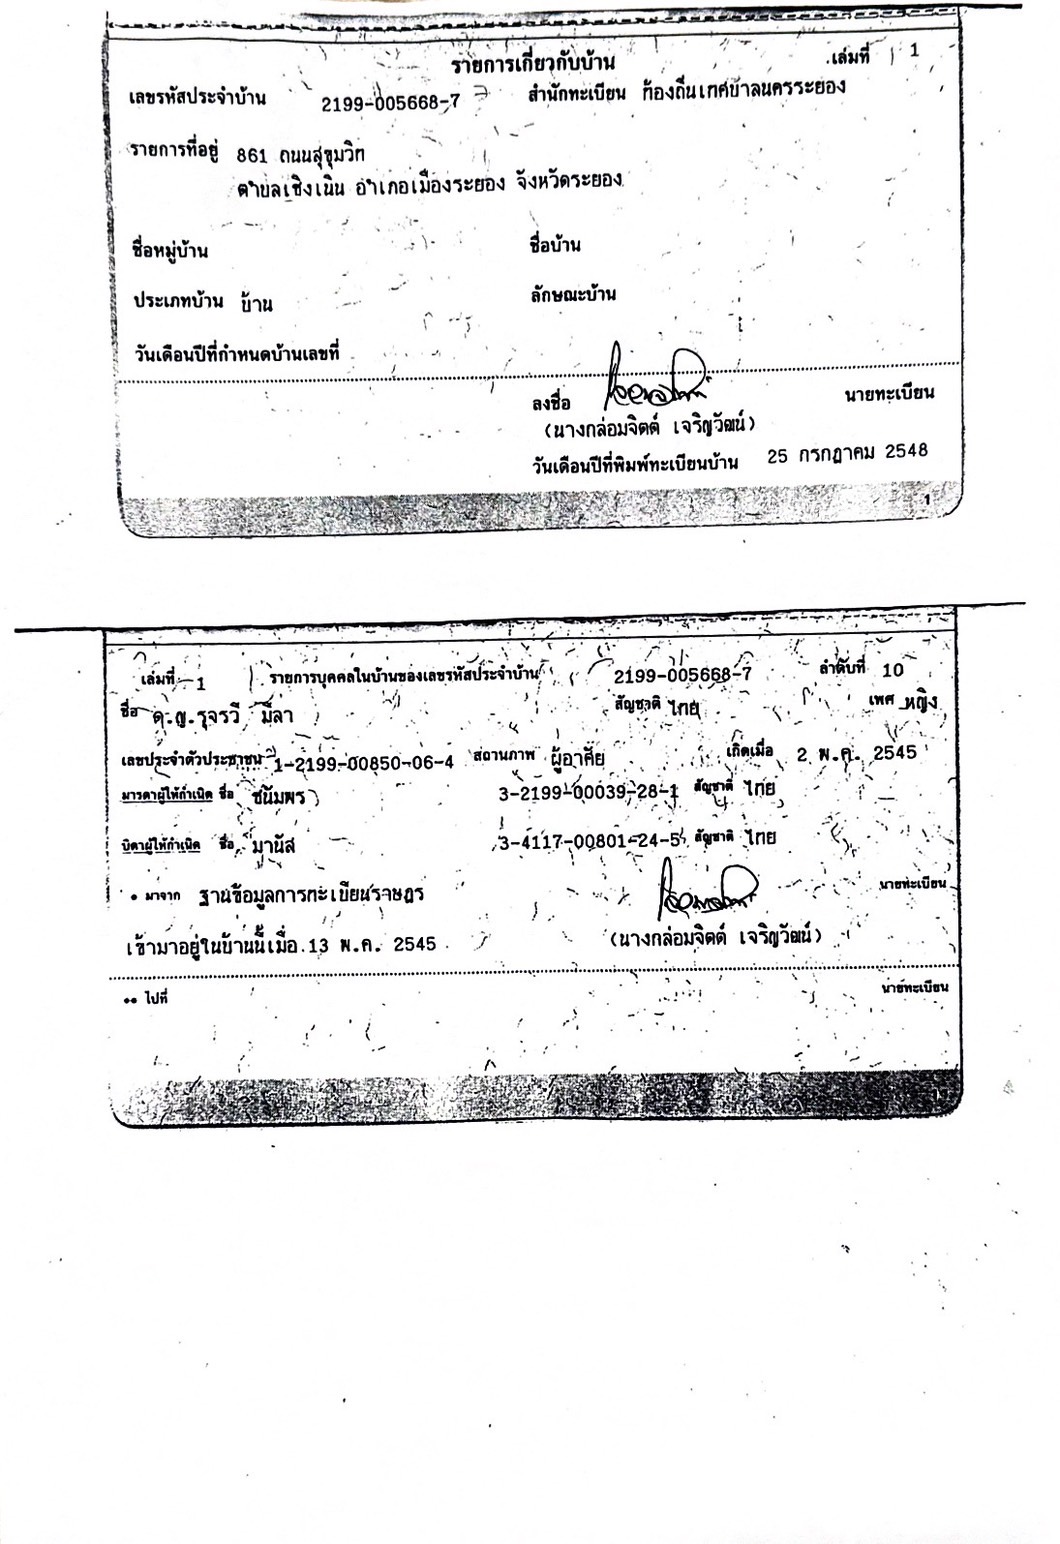 รายการเกี่ยวกับบ้าน เล่มที่ 1
เลขรหัสประจำบ้าน 2199-005668-7 สำนักทะเบียน ท้องถิ่นเทศบาลนครระยอง
รายการที่อยู่ 861 ถนนสุขุมวิท
ตำบลเชิงเนิน อำเภอเมืองระยอง จังหวัดระยอง
ชื่อหมู่บ้าน ชื่อบ้าน
ประเภทบ้าน บ้าน ลักษณะบ้าน
วันเดือนปีที่กำหนดบ้านเลขที่
ลงชื่อ นายทะเบียน
(นางกล่อมจิตต์ เจริญวัฒน์)
วันเดือนปีที่พิมพ์ทะเบียนบ้าน 25 กรกฎาคม 2548
1
เล่มที่ 1 รายการบุคคลในบ้านของเลขรหัสประจำบ้าน 2199-005668-7 ลำดับที่ 10
ชื่อ ด.ญ.รุจรวี มีลา สัญชาติ ไทย เพศ หญิง
เลขประจำตัวประชาชน 1-2199-00850-06-4 สถานภาพ ผู้อาศัย เกิดเมื่อ 2 พ.ค. 2545
มารดาผู้ให้กำเนิด ชื่อ ชนัมพร 3-2199-00039-28-1 สัญชาติ ไทย
บิดาผู้ให้กำเนิด ชื่อ มานัส 3-4117-00801-24-5 สัญชาติ ไทย
* มาจาก ฐานข้อมูลการทะเบียนราษฎร นายทะเบียน
เข้ามาอยู่ในบ้านนี้เมื่อ 13 พ.ค. 2545 (นางกล่อมจิตต์ เจริญวัฒน์)
** ไปที่ นายทะเบียน